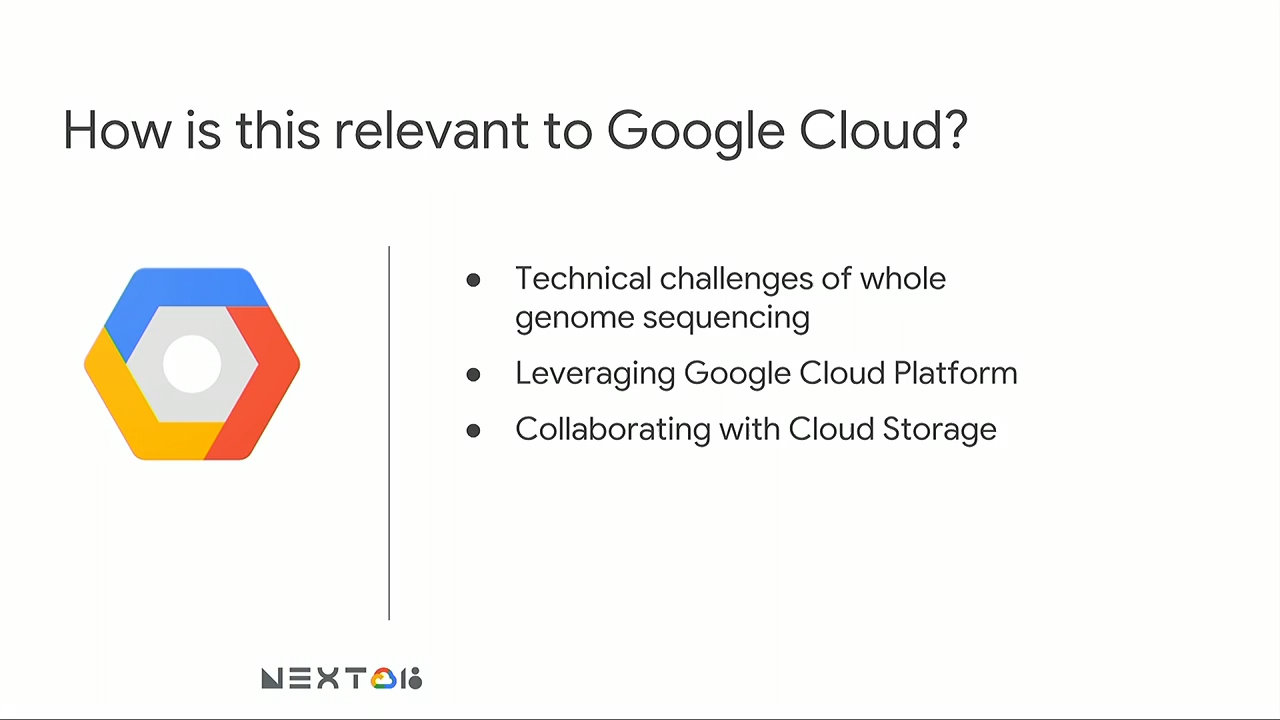 How is this relevant to Google Cloud?
● Technical challenges of whole
genome sequencing
● Leveraging Google Cloud Platform
● Collaborating with Cloud Storage
NEXT 18